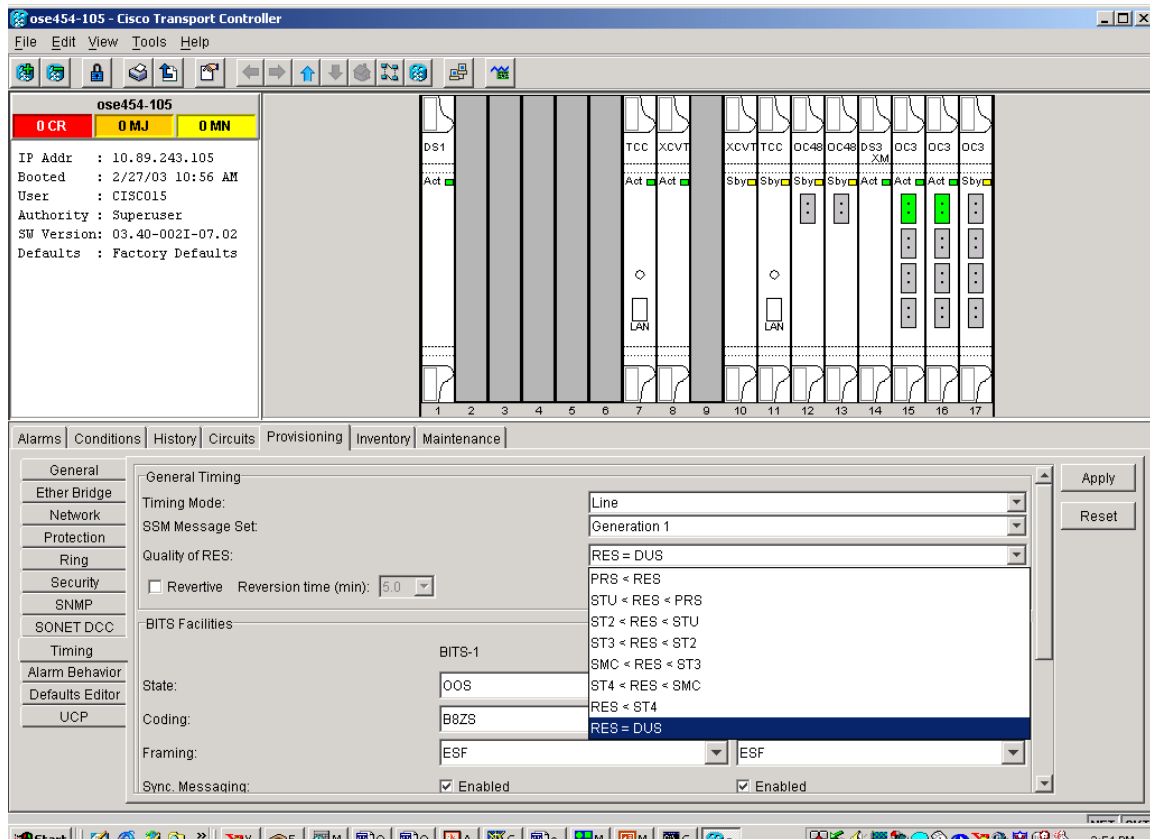 ose454-105 - Cisco Transport Controller
File Edit View Tools Help
ose454-105
0 CR 0 MJ 0 MN
IP Addr : 10.89.243.105
Booted : 2/27/03 10:56 AM
User : CISCO15
Authority : Superuser
SW Version: 03.40-002I-07.02
Defaults : Factory Defaults
DS1 TCC XCVT XCVT TCC OC48 OC48 DS3 XM OC3 OC3 OC3
Act Act Act Sby Sby Sby Sby Act Act Act Sby
LAN LAN
1 2 3 4 5 6 7 8 9 10 11 12 13 14 15 16 17
Alarms Conditions History Circuits Provisioning Inventory Maintenance
General
Ether Bridge
Network
Protection
Ring
Security
SNMP
SONET DCC
Timing
Alarm Behavior
Defaults Editor
UCP
General Timing
Timing Mode: Line
SSM Message Set: Generation 1
Quality of RES: RES = DUS
PRS < RES
STU < RES < PRS
ST2 < RES < STU
ST3 < RES < ST2
SMC < RES < ST3
ST4 < RES < SMC
RES < ST4
RES = DUS
Revertive Reversion time (min): 5.0
BITS Facilities
BITS-1
State: OOS
Coding: B8ZS
Framing: ESF ESF
Sync. Messaging: Enabled Enabled
Apply
Reset
Start